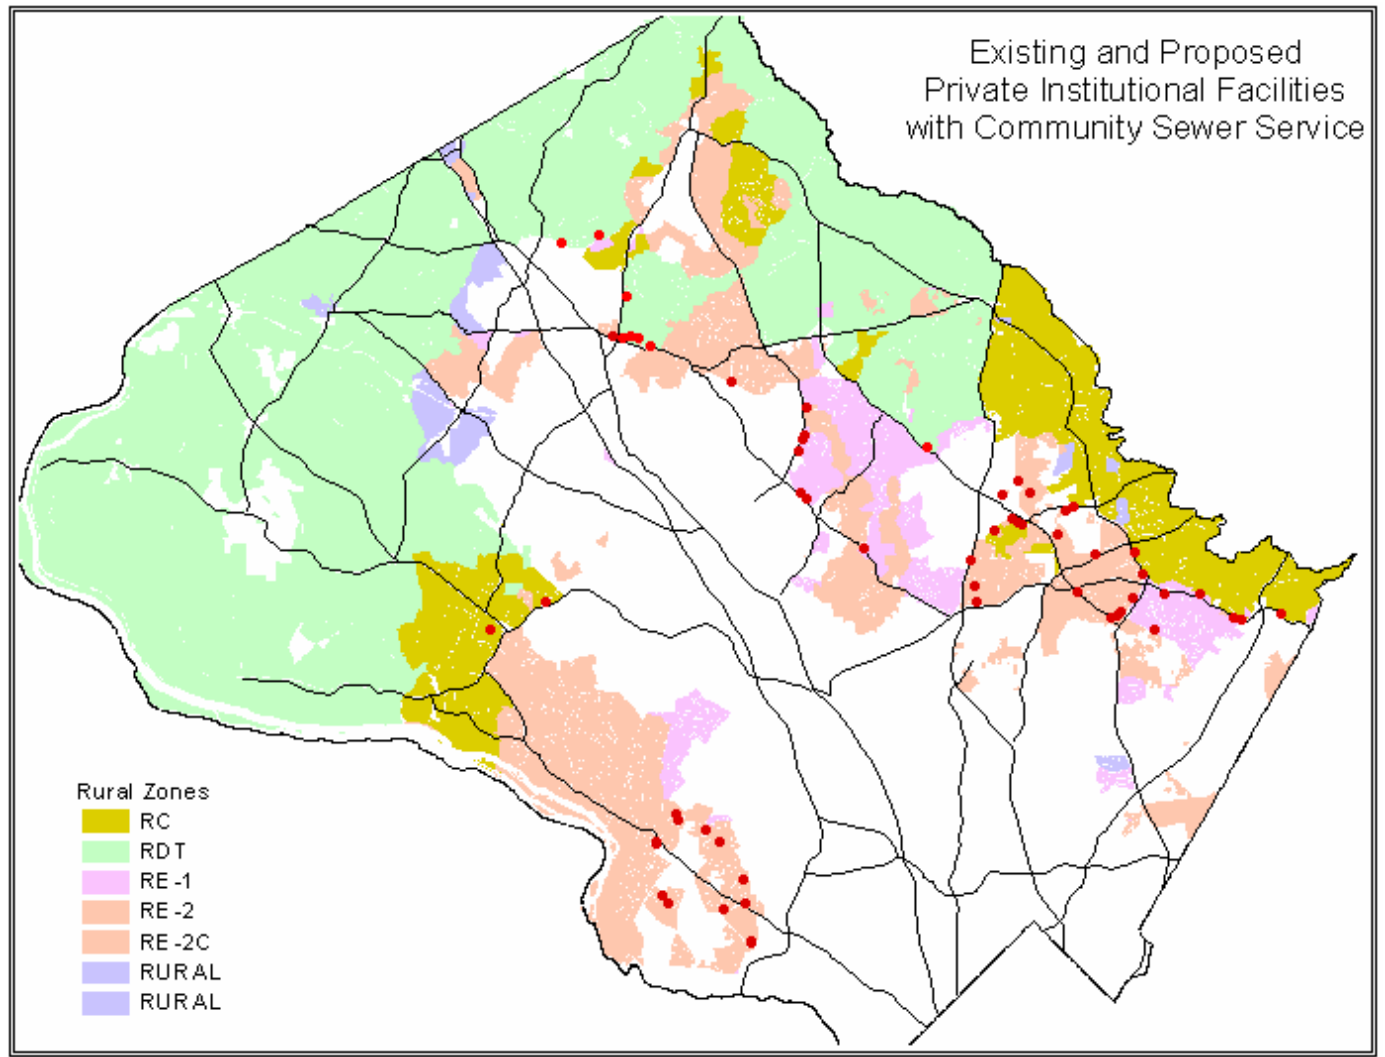 Existing and Proposed
Private Institutional Facilities
with Community Sewer Service
Rural Zones
RC
RDT
RE-1
RE-2
RE-2C
RURAL
RURAL